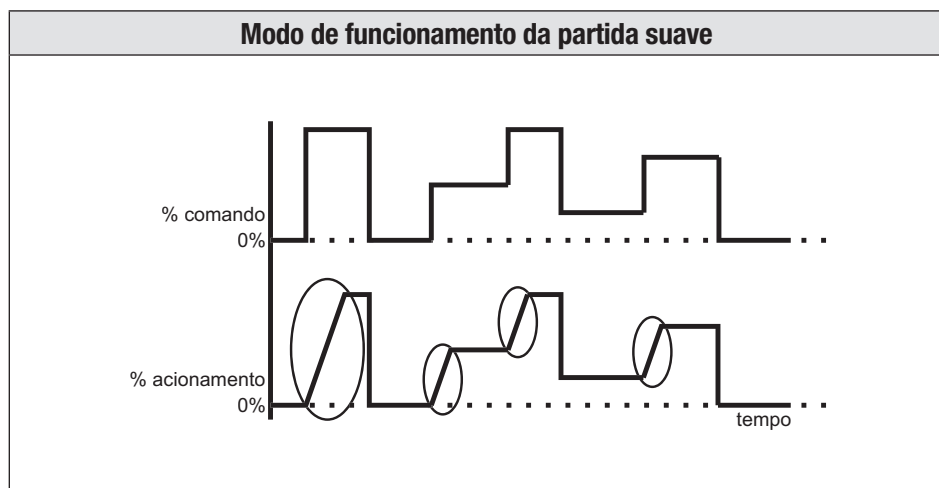 Modo de funcionamento da partida suave
% comando
0%
% acionamento
0%
tempo